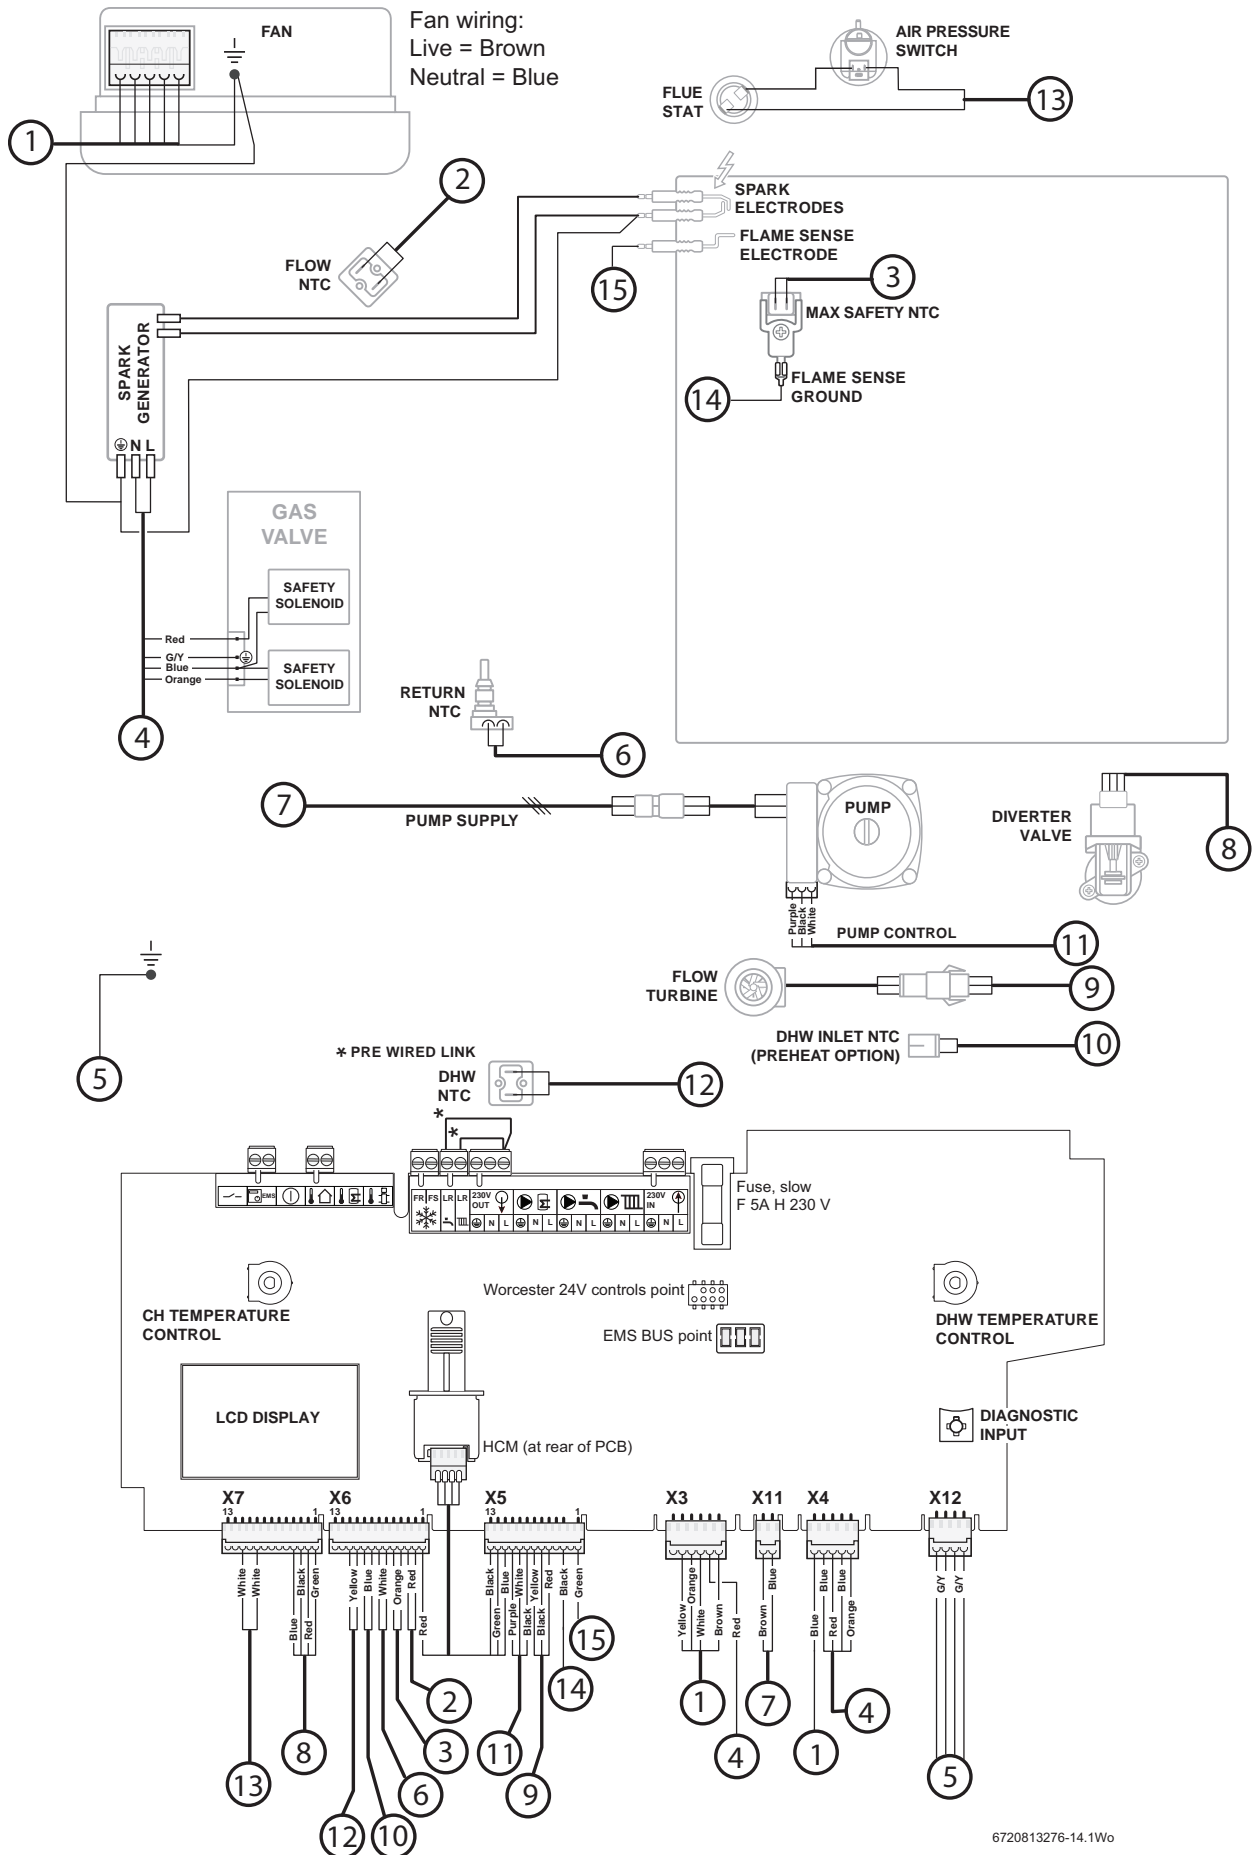 FAN
Fan wiring:
Live = Brown
Neutral = Blue
AIR PRESSURE
SWITCH
FLUE
STAT
13
1
2
SPARK
ELECTRODES
FLAME SENSE
ELECTRODE
FLOW
NTC
15
3
MAX SAFETY NTC
SPARK
GENERATOR
FLAME SENSE
GROUND
14
N L
GAS
VALVE
SAFETY
SOLENOID
Red
G/Y
Blue
Orange
SAFETY
SOLENOID
4
RETURN
NTC
6
7
PUMP SUPPLY
PUMP
DIVERTER
VALVE
8
Purple
Black
White
PUMP CONTROL
11
FLOW
TURBINE
9
DHW INLET NTC
(PREHEAT OPTION)
10
5
* PRE WIRED LINK
DHW
NTC
12
*
*
EMS
FR FS LR LR 230V OUT 230V IN
N L N L N L N L N L
Fuse, slow
F 5A H 230 V
Worcester 24V controls point
EMS BUS point
CH TEMPERATURE
CONTROL
DHW TEMPERATURE
CONTROL
LCD DISPLAY
HCM (at rear of PCB)
DIAGNOSTIC
INPUT
X7 X6 X5 X3 X11 X4 X12
13 1 13 1 13 1
White
White
Blue
Black
Red
Green
Yellow
Blue
White
Orange
Red
Red
Black
Green
Blue
Purple
White
Black
Yellow
Black
Red
Black
Green
Yellow
Orange
White
Brown
Red
Brown
Blue
Blue
Blue
Red
Blue
Orange
G/Y
G/Y
15
14
2
1
7
4
8
3
11
4
1
5
13
6
9
12
10
6720813276-14.1Wo